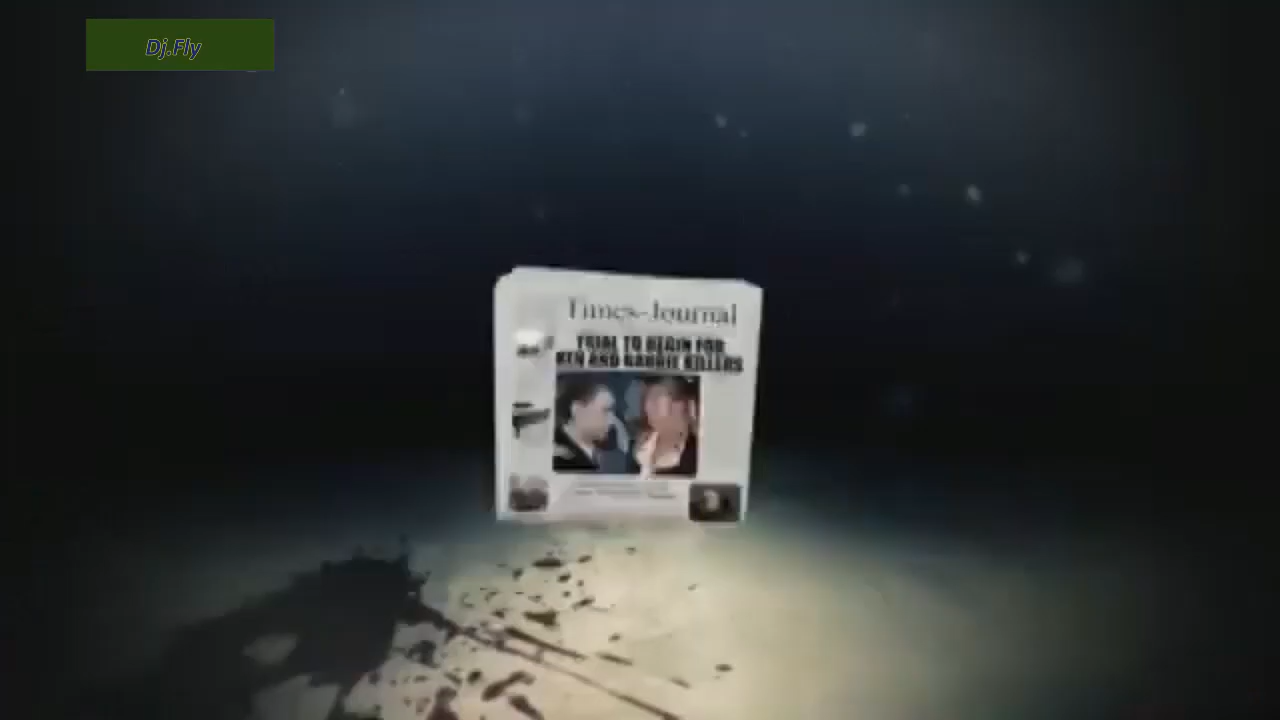 Dj.Fly
Times-Journal
TRIAL TO BEGIN FOR
KEN AND BARBIE KILLERS